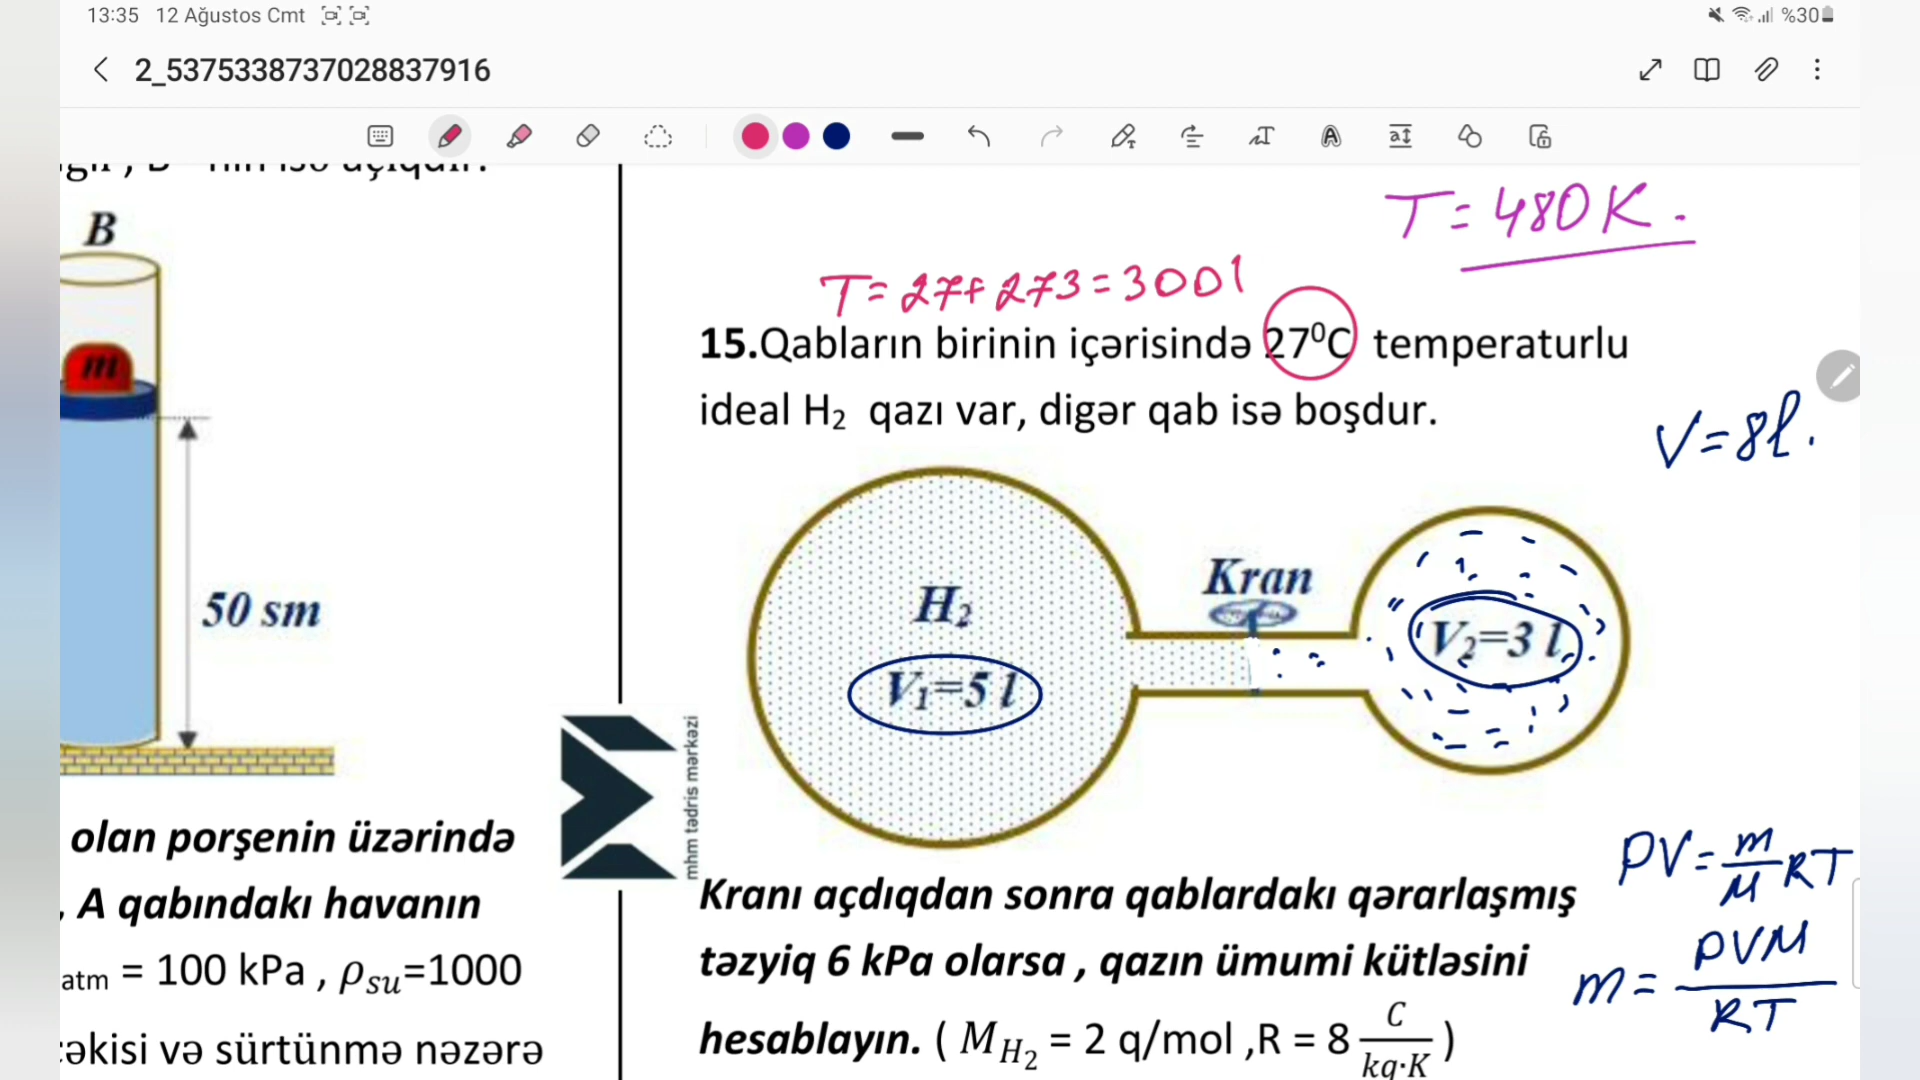 13:35 12 Ağustos Cmt %30
2_5375338737028837916
B
m
50 sm
olan porşenin üzərində
, A qabındakı havanın
atm = 100 kPa , ρsu=1000
əkisi və sürtünmə nəzərə
mhm tədris mərkəzi
T=480K.
T=27+273=300
15.Qabların birinin içərisində 27⁰C temperaturlu
ideal H₂ qazı var, digər qab isə boşdur.
V=8l.
H₂
V₁=5 l
Kran
V₂=3 l
Kranı açdıqdan sonra qablardakı qərarlaşmış
təzyiq 6 kPa olarsa , qazın ümumi kütləsini
hesablayın. ( M_H₂ = 2 q/mol ,R = 8 C/kq·K )
PV=m/M RT
m=PVM/RT